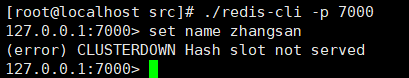 [root@localhost src]# ./redis-cli -p 7000
127.0.0.1:7000> set name zhangsan
(error) CLUSTERDOWN Hash slot not served
127.0.0.1:7000>